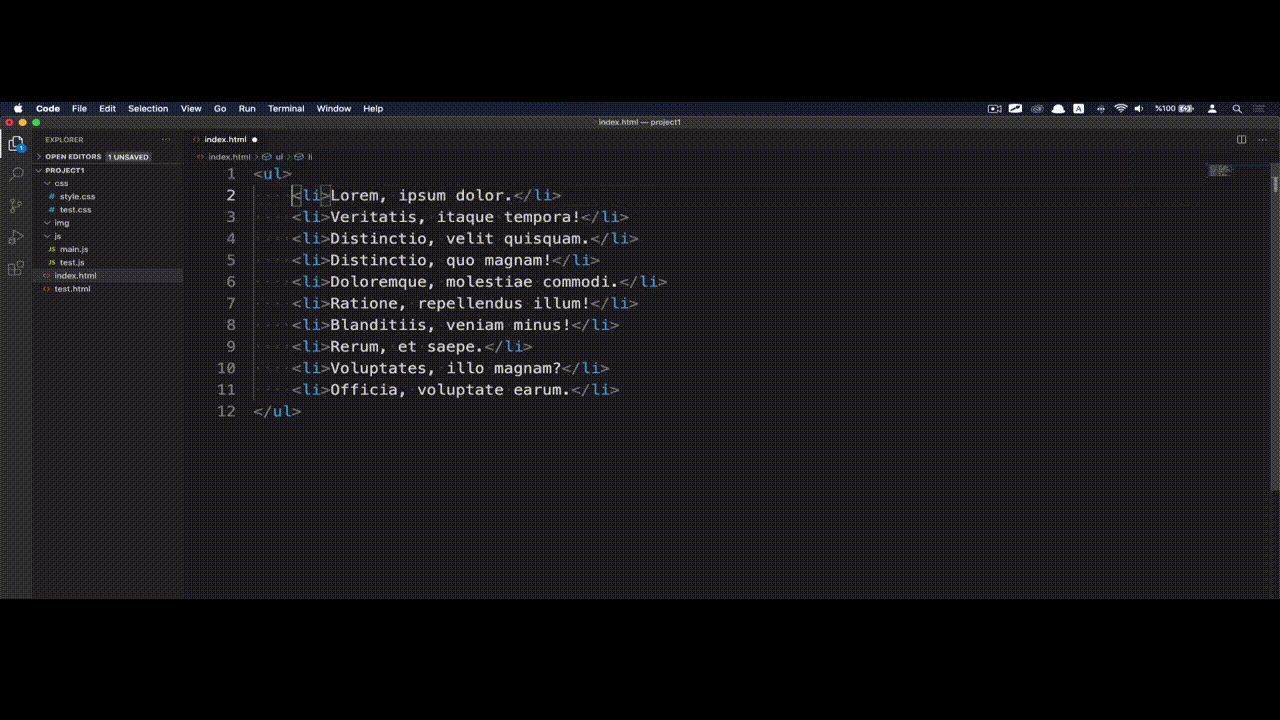 Code File Edit Selection View Go Run Terminal Window Help A %100
index.html — project1
EXPLORER
OPEN EDITORS 1 UNSAVED
PROJECT1
css
# style.css
# test.css
img
js
JS main.js
JS test.js
<> index.html
<> test.html
<> index.html
<> index.html > ul > li
1 <ul>
2 <li>Lorem, ipsum dolor.</li>
3 <li>Veritatis, itaque tempora!</li>
4 <li>Distinctio, velit quisquam.</li>
5 <li>Distinctio, quo magnam!</li>
6 <li>Doloremque, molestiae commodi.</li>
7 <li>Ratione, repellendus illum!</li>
8 <li>Blanditiis, veniam minus!</li>
9 <li>Rerum, et saepe.</li>
10 <li>Voluptates, illo magnam?</li>
11 <li>Officia, voluptate earum.</li>
12 </ul>